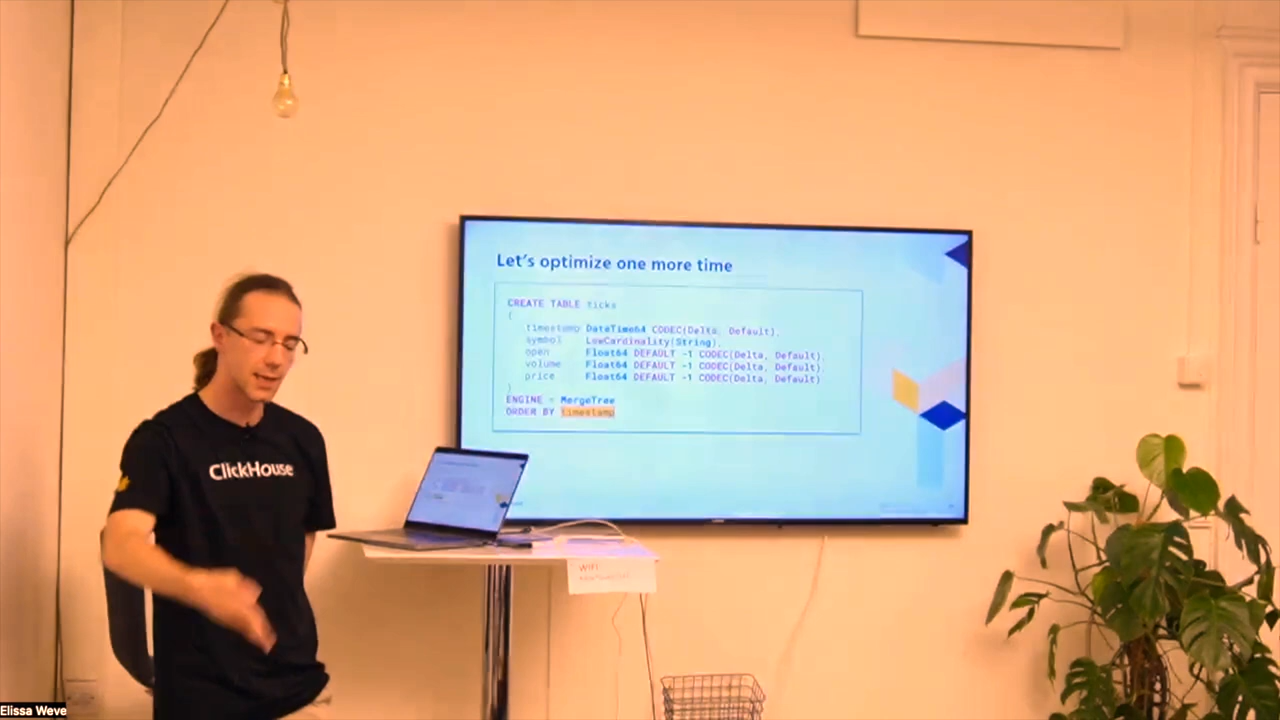 Let's optimize one more time
CREATE TABLE ticks
(
timestamp DateTime64 CODEC(Delta, Default),
symbol LowCardinality(String),
open Float64 DEFAULT -1 CODEC(Delta, Default),
volume Float64 DEFAULT -1 CODEC(Delta, Default),
price Float64 DEFAULT -1 CODEC(Delta, Default)
)
ENGINE = MergeTree
ORDER BY timestamp
ClickHouse
WIFI
Elissa Weve